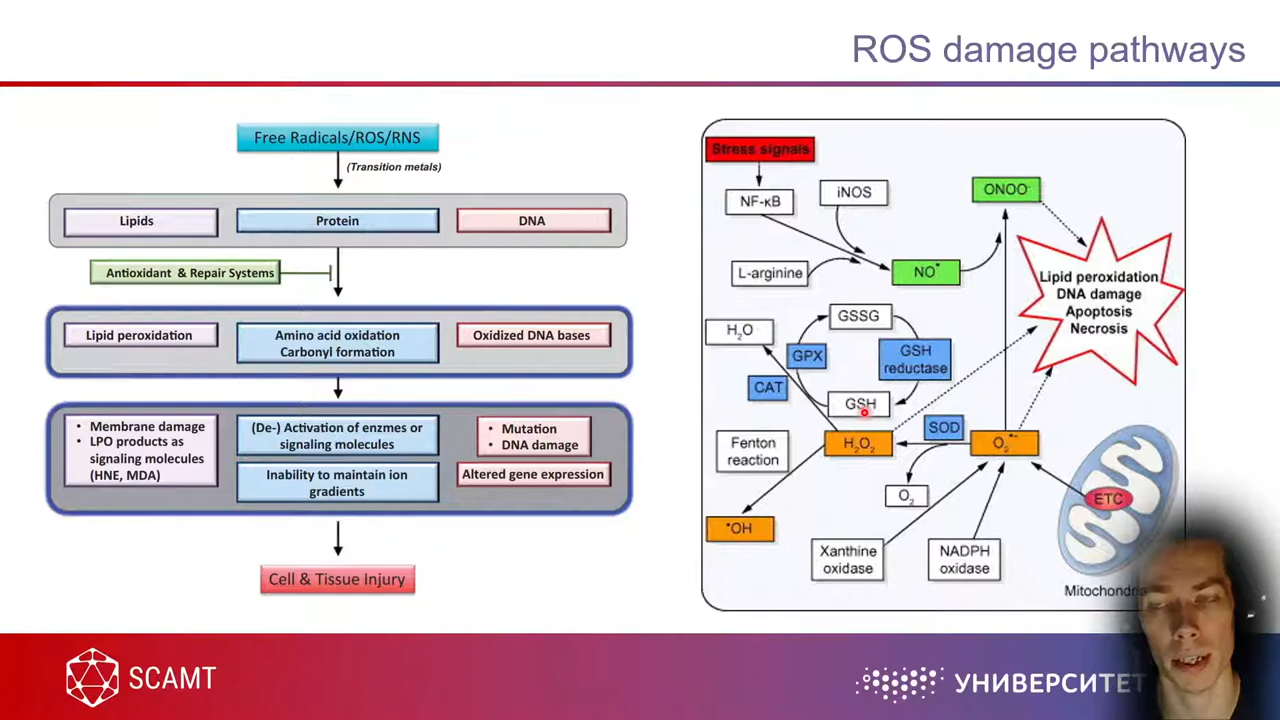 ROS damage pathways
Free Radicals/ROS/RNS
(Transition metals)
Lipids
Protein
DNA
Antioxidant & Repair Systems
Lipid peroxidation
Amino acid oxidation
Carbonyl formation
Oxidized DNA bases
• Membrane damage
• LPO products as
signaling molecules
(HNE, MDA)
(De-) Activation of enzmes or
signaling molecules
Inability to maintain ion
gradients
• Mutation
• DNA damage
Altered gene expression
Cell & Tissue Injury
Stress signals
NF-κB
iNOS
ONOO⁻
L-arginine
NO•
Lipid peroxidation
DNA damage
Apoptosis
Necrosis
H₂O
GSSG
GPX
GSH
reductase
CAT
GSH
SOD
Fenton
reaction
H₂O₂
O₂•⁻
O₂
ETC
•OH
Xanthine
oxidase
NADPH
oxidase
SCAMT
УНИВЕРСИТЕТ